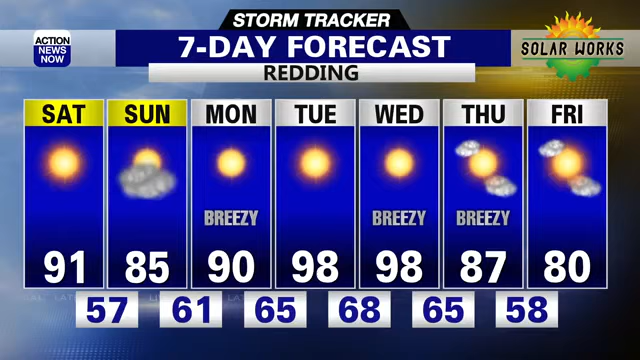 STORM TRACKER
7-DAY FORECAST
REDDING
ACTION
NEWS
NOW
SOLAR WORKS
SAT SUN MON TUE WED THU FRI
BREEZY BREEZY BREEZY
91 85 90 98 98 87 80
57 61 65 68 65 58